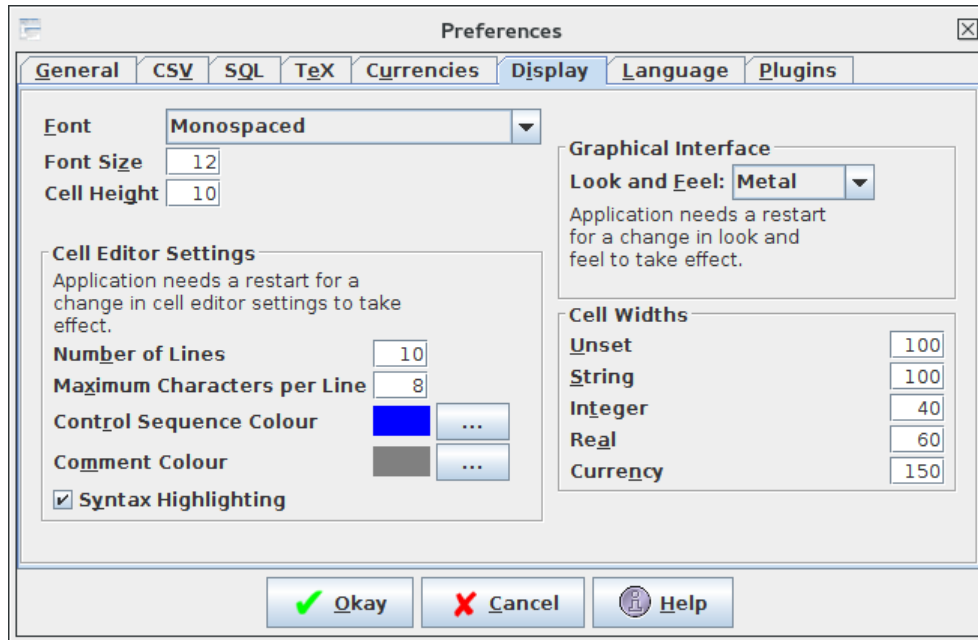 Preferences
General CSV SQL TeX Currencies Display Language Plugins
Font Monospaced
Font Size 12
Cell Height 10
Cell Editor Settings
Application needs a restart for a
change in cell editor settings to take
effect.
Number of Lines 10
Maximum Characters per Line 8
Control Sequence Colour ...
Comment Colour ...
Syntax Highlighting
Graphical Interface
Look and Feel: Metal
Application needs a restart
for a change in look and
feel to take effect.
Cell Widths
Unset 100
String 100
Integer 40
Real 60
Currency 150
Okay Cancel Help